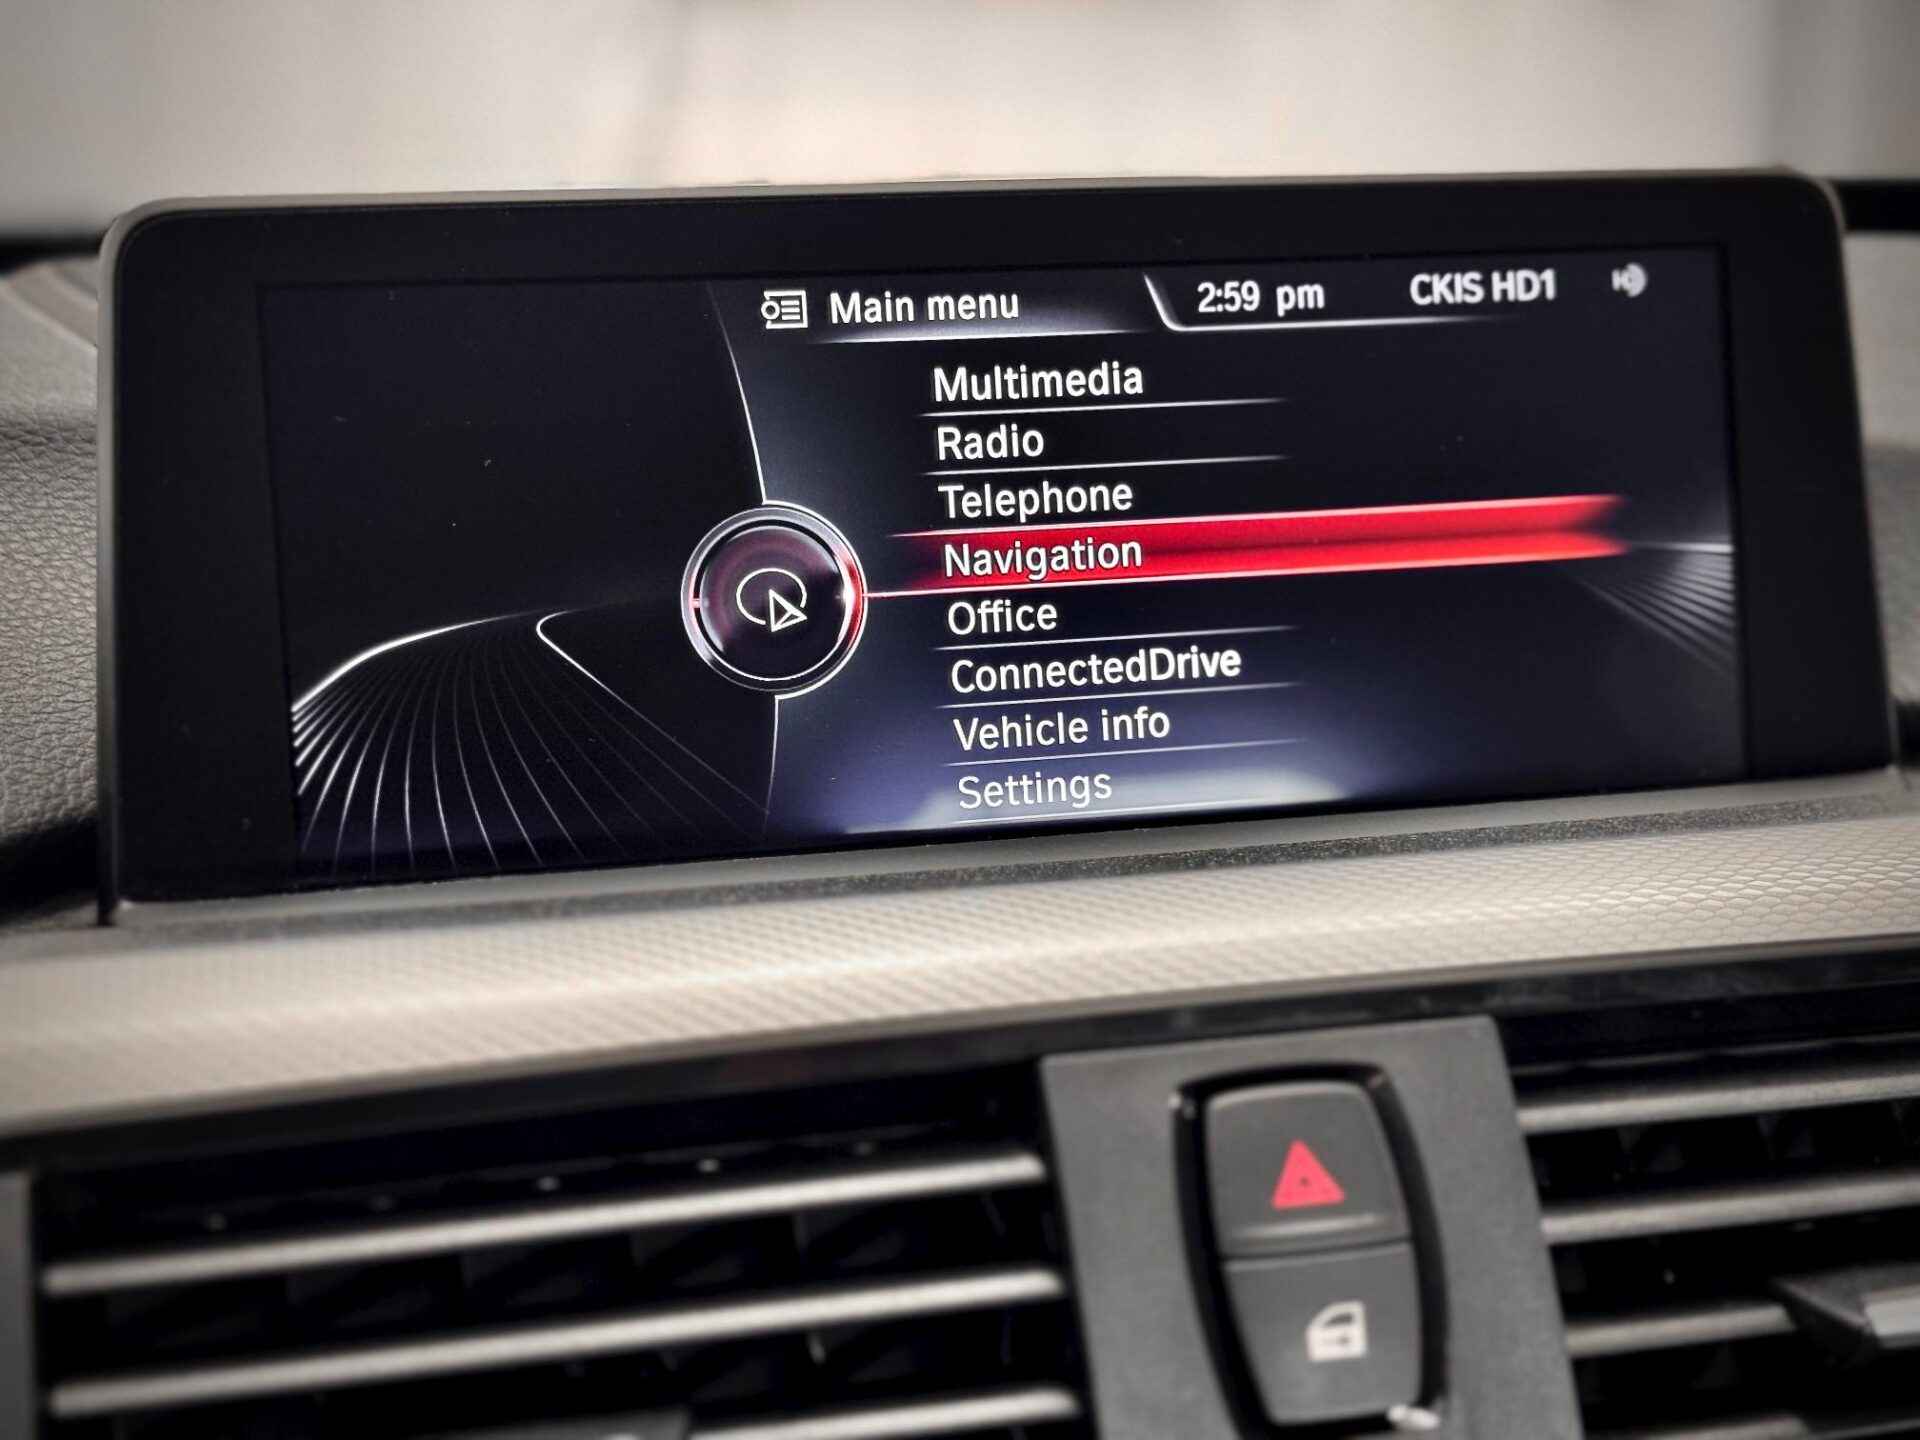 Main menu
2:59 pm
CKIS HD1
Multimedia
Radio
Telephone
Navigation
Office
ConnectedDrive
Vehicle info
Settings